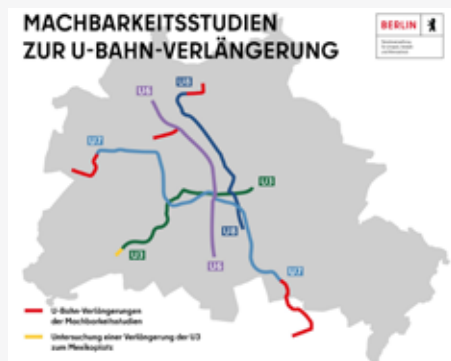 MACHBARKEITSSTUDIEN
ZUR U-BAHN-VERLÄNGERUNG
BERLIN
U8
U6
U7
U3
U3
U8
U6
U7
U-Bahn-Verlängerungen
der Machbarkeitsstudien
Untersuchung einer Verlängerung der U3
zum Mexikoplatz